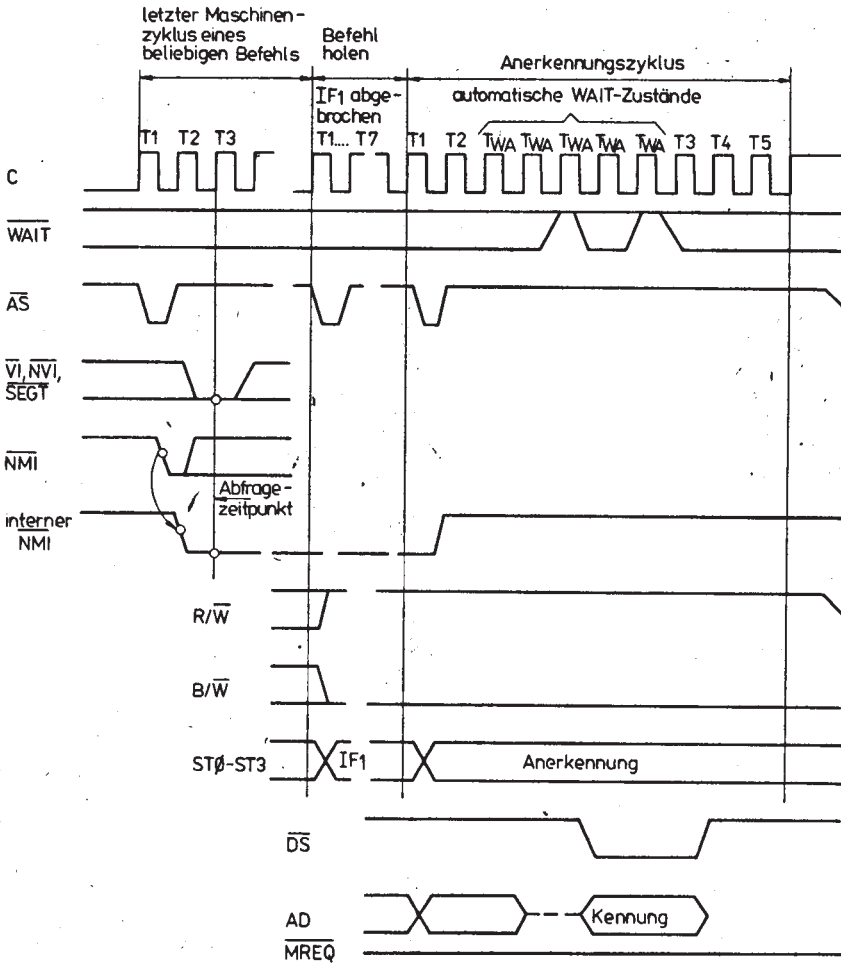 letzter Maschinen-
zyklus eines
beliebigen Befehls
Befehl
holen
Anerkennungszyklus
IF1 abge-
brochen
automatische WAIT-Zustände
T1 T2 T3 T1.... T7 T1 T2 TWA TWA TWA TWA TWA T3 T4 T5
C
WAIT
AS
VI, NVI,
SEGT
NMI
Abfrage-
zeitpunkt
interner
NMI
R/W
B/W
STØ-ST3 IF1 Anerkennung
DS
AD Kennung
MREQ